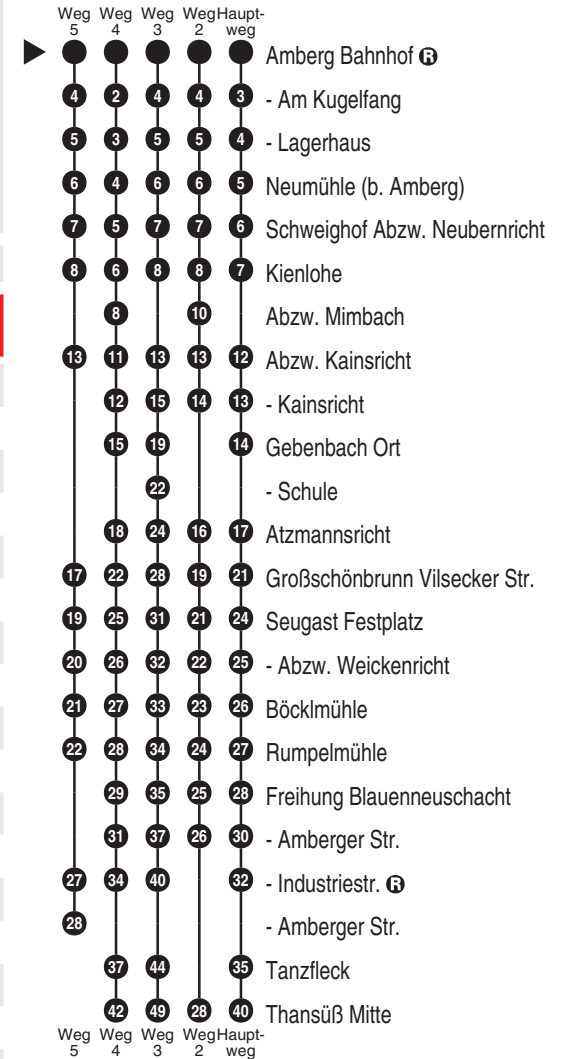 Weg Weg Weg Weg Haupt-
5 4 3 2 weg
Amberg Bahnhof R
4 2 4 4 3 - Am Kugelfang
5 3 5 5 4 - Lagerhaus
6 4 6 6 5 Neumühle (b. Amberg)
7 5 7 7 6 Schweighof Abzw. Neubernricht
8 6 8 8 7 Kienlohe
8 10 Abzw. Mimbach
13 11 13 13 12 Abzw. Kainsricht
12 15 14 13 - Kainsricht
15 19 14 Gebenbach Ort
22 - Schule
18 24 16 17 Atzmannsricht
17 22 28 19 21 Großschönbrunn Vilsecker Str.
19 25 31 21 24 Seugast Festplatz
20 26 32 22 25 - Abzw. Weickenricht
21 27 33 23 26 Böcklmühle
22 28 34 24 27 Rumpelmühle
29 35 25 28 Freihung Blauenneuschacht
31 37 26 30 - Amberger Str.
27 34 40 32 - Industriestr. R
28 - Amberger Str.
37 44 35 Tanzfleck
42 49 28 40 Thansüß Mitte
Weg Weg Weg Weg Haupt-
5 4 3 2 weg